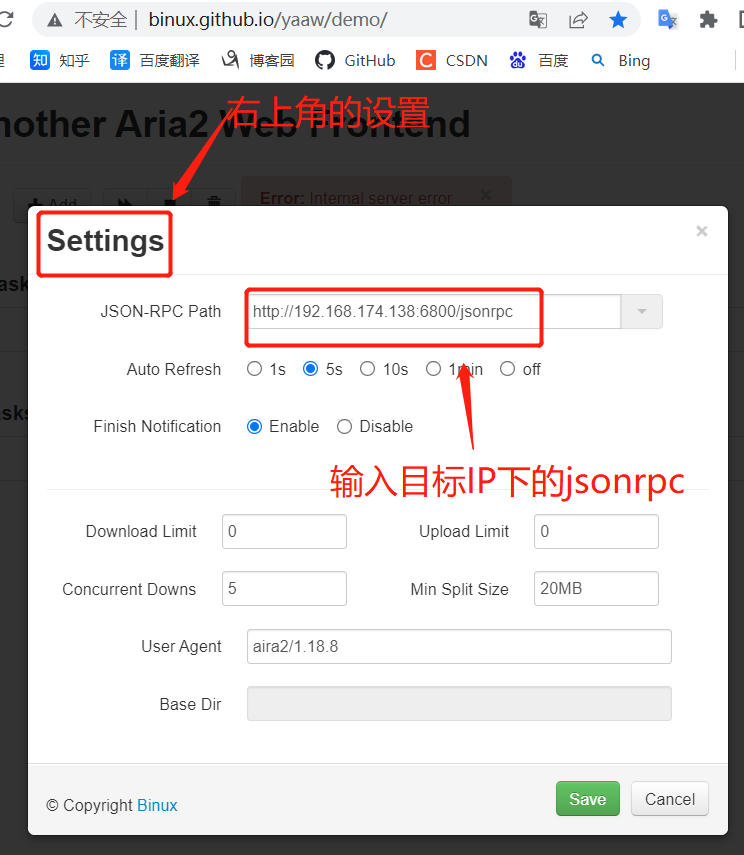 不安全 | binux.github.io/yaaw/demo/
知 知乎 译 百度翻译 博客园 GitHub C CSDN 百度 Bing
nother Aria2 Web Frontend
右上角的设置
Add
Error: Internal server error ×
Settings ×
JSON-RPC Path http://192.168.174.138:6800/jsonrpc
Auto Refresh 1s 5s 10s 1min off
Finish Notification Enable Disable
输入目标IP下的jsonrpc
Download Limit 0 Upload Limit 0
Concurrent Downs 5 Min Split Size 20MB
User Agent aira2/1.18.8
Base Dir
© Copyright Binux Save Cancel